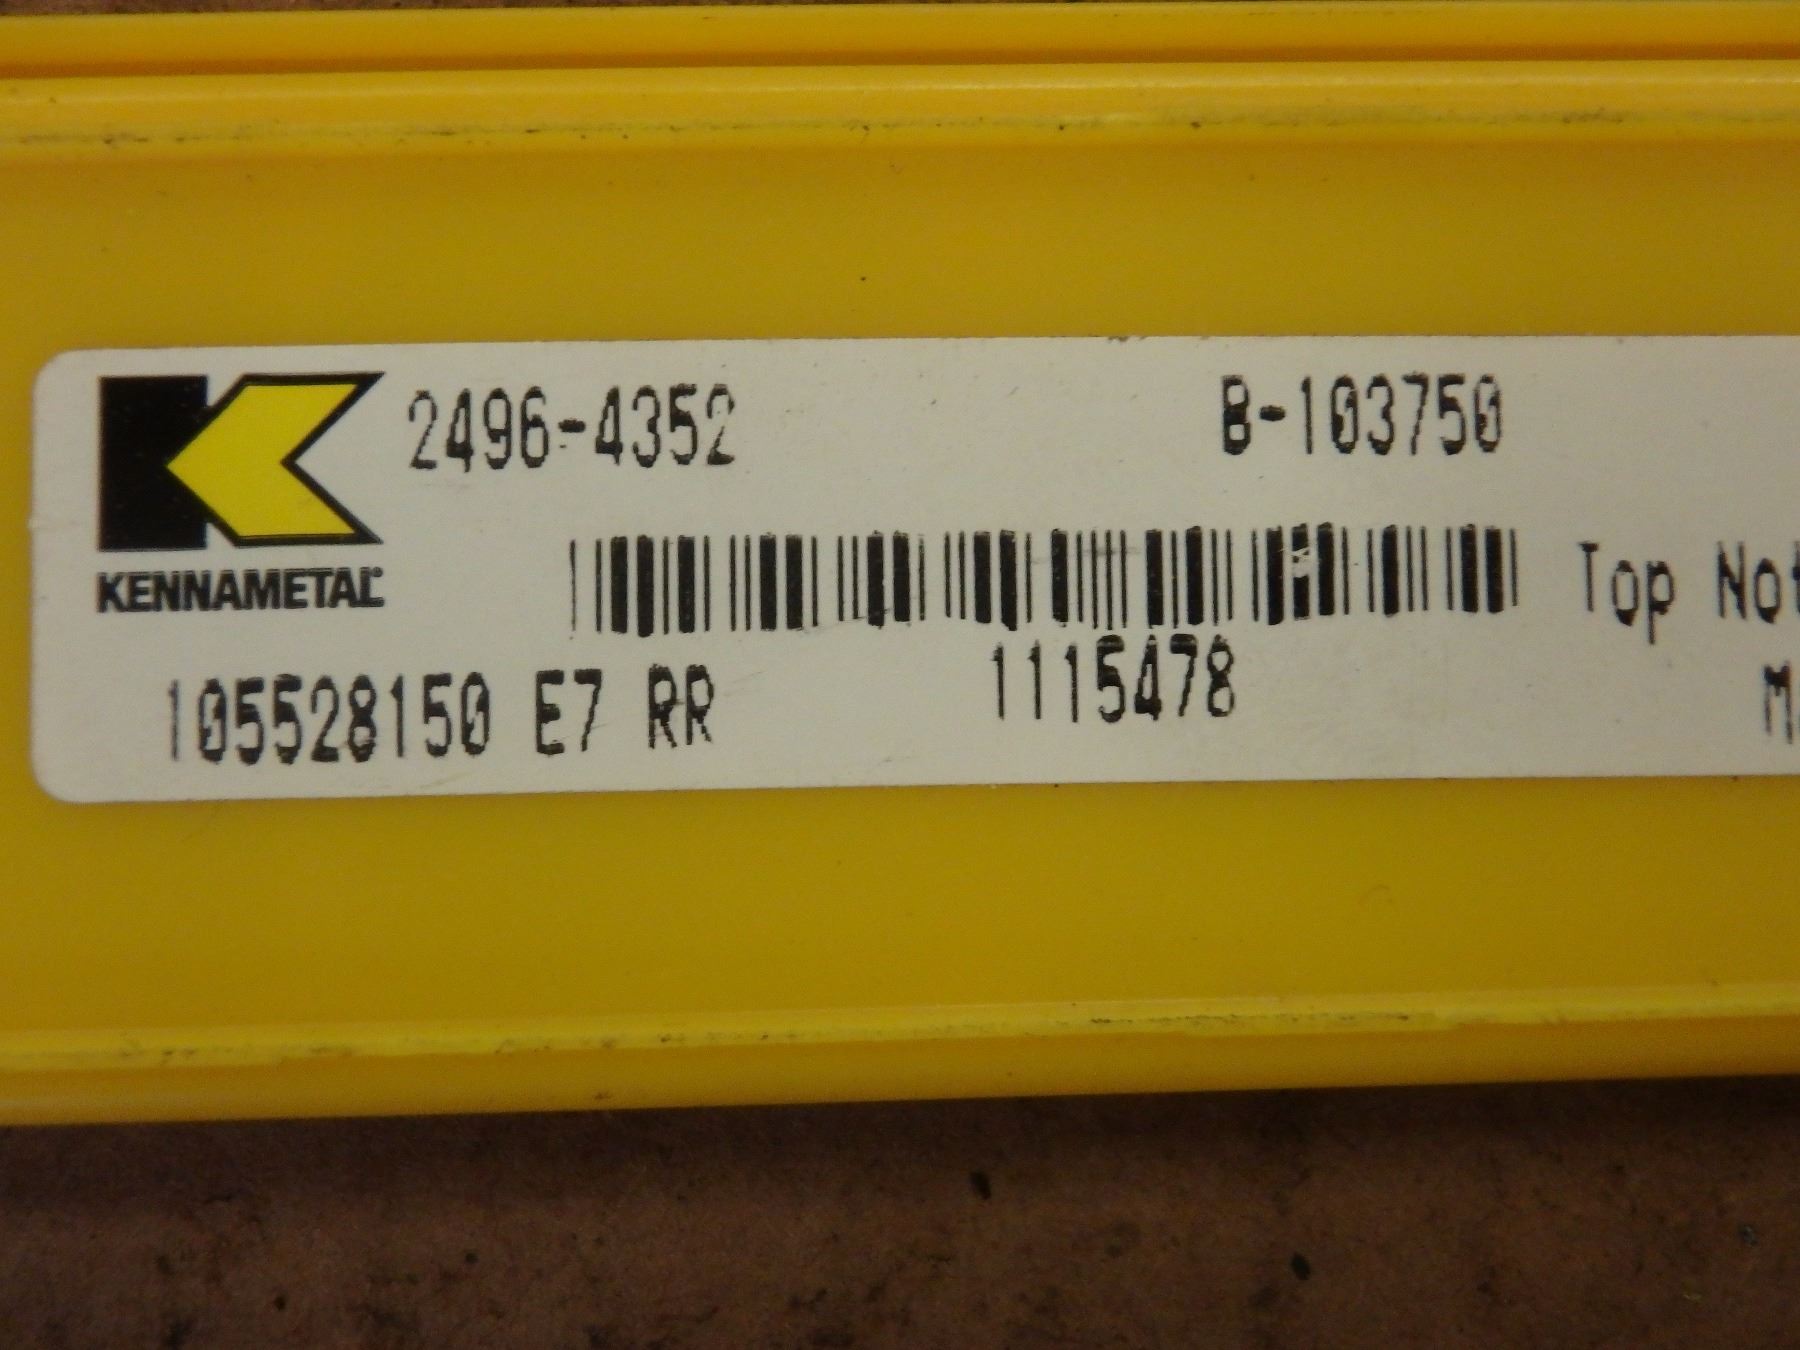 2496-4352 B-103750
KENNAMETAL®
Top
105528150 E7 RR 1115478